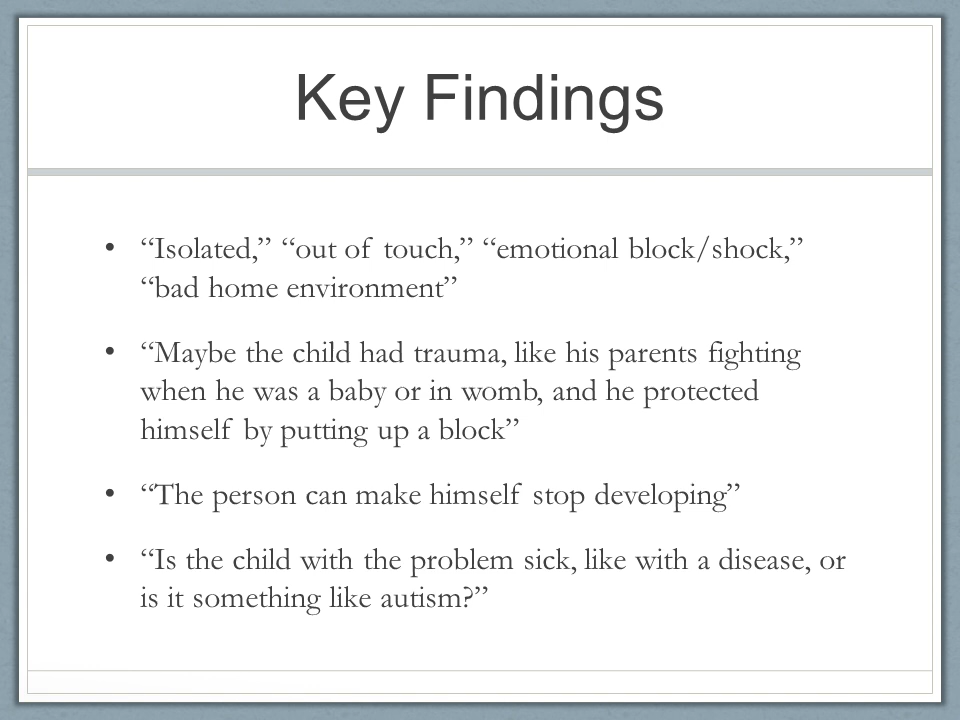 Key Findings
• “Isolated,” “out of touch,” “emotional block/shock,”
“bad home environment”
• “Maybe the child had trauma, like his parents fighting
when he was a baby or in womb, and he protected
himself by putting up a block”
• “The person can make himself stop developing”
• “Is the child with the problem sick, like with a disease, or
is it something like autism?”